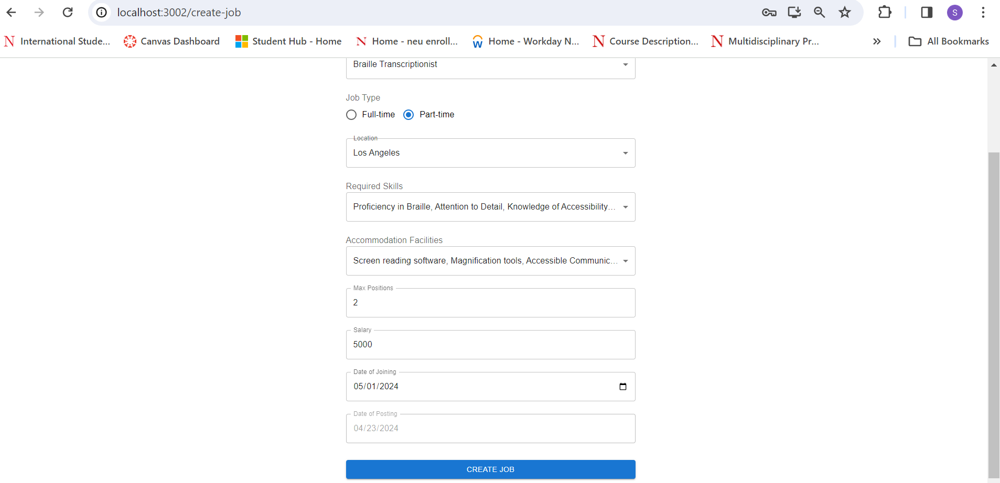 localhost:3002/create-job
S
International Stude...
Canvas Dashboard
Student Hub - Home
Home - neu enroll...
Home - Workday N...
Course Description...
Multidisciplinary Pr...
All Bookmarks
Braille Transcriptionist
Job Type
Full-time Part-time
Location
Los Angeles
Required Skills
Proficiency in Braille, Attention to Detail, Knowledge of Accessibility...
Accommodation Facilities
Screen reading software, Magnification tools, Accessible Communic...
Max Positions
2
Salary
5000
Date of Joining
05/01/2024
Date of Posting
04/23/2024
CREATE JOB